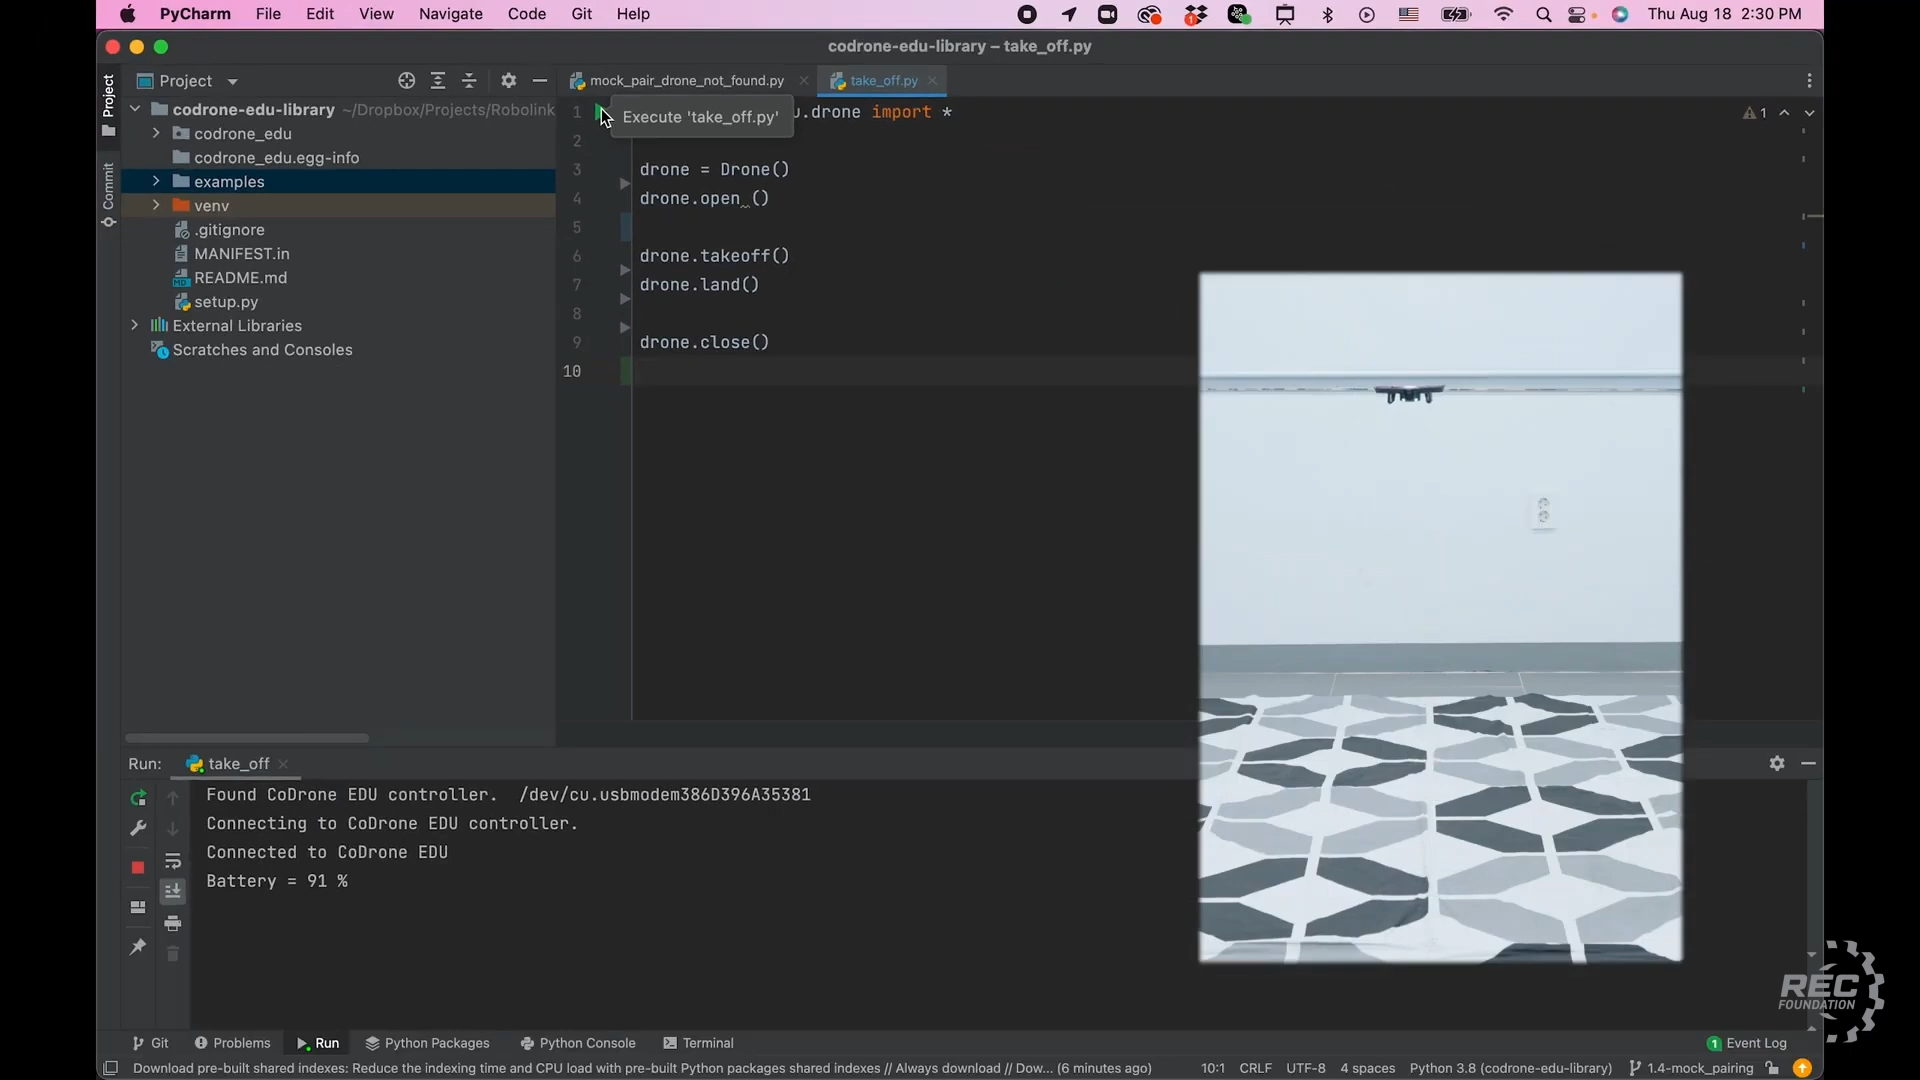 PyCharm File Edit View Navigate Code Git Help
Thu Aug 18 2:30 PM
codrone-edu-library – take_off.py
Project
mock_pair_drone_not_found.py
take_off.py
Project
Commit
codrone-edu-library ~/Dropbox/Projects/Robolink
codrone_edu
codrone_edu.egg-info
examples
venv
.gitignore
MANIFEST.in
README.md
setup.py
External Libraries
Scratches and Consoles
1 u.drone import *
Execute 'take_off.py'
1
2
3 drone = Drone()
4 drone.open ()
5
6 drone.takeoff()
7 drone.land()
8
9 drone.close()
10
Run: take_off
Found CoDrone EDU controller. /dev/cu.usbmodem386D396A35381
Connecting to CoDrone EDU controller.
Connected to CoDrone EDU
Battery = 91 %
REC
FOUNDATION
Git Problems Run Python Packages Python Console Terminal
1 Event Log
Download pre-built shared indexes: Reduce the indexing time and CPU load with pre-built Python packages shared indexes // Always download // Dow... (6 minutes ago)
10:1 CRLF UTF-8 4 spaces Python 3.8 (codrone-edu-library) 1.4-mock_pairing